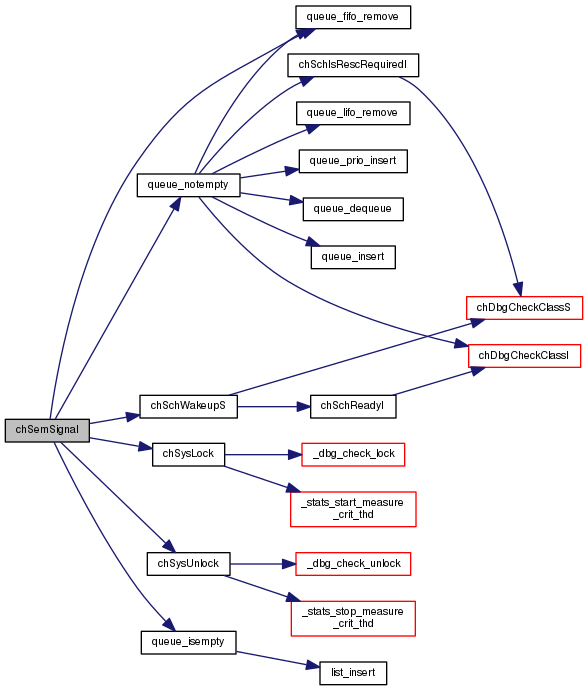 queue_fifo_remove
chSchIsRescRequiredI
queue_lifo_remove
queue_prio_insert
queue_notempty
queue_dequeue
queue_insert
chDbgCheckClassS
chDbgCheckClassI
chSchWakeupS
chSchReadyI
chSemSignal
chSysLock
_dbg_check_lock
_stats_start_measure
_crit_thd
chSysUnlock
_dbg_check_unlock
_stats_stop_measure
_crit_thd
queue_isempty
list_insert